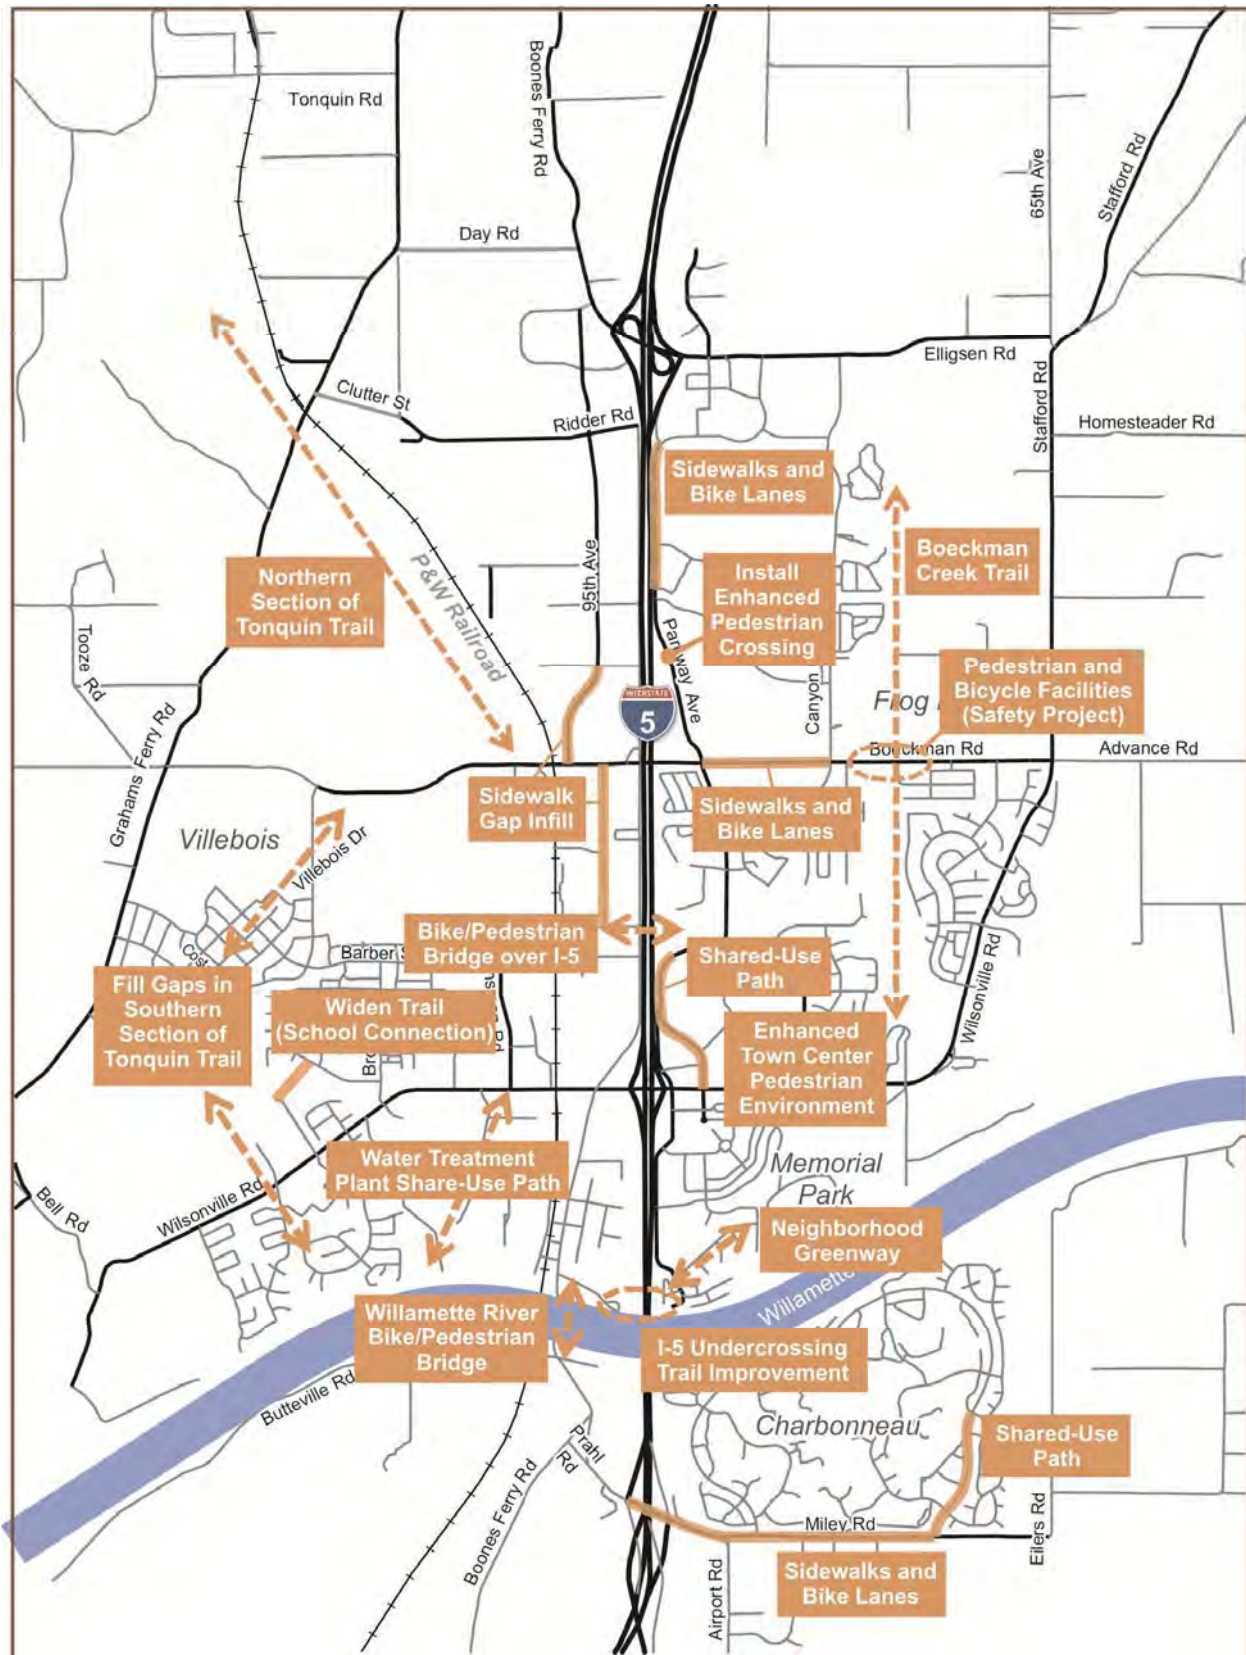 Tonquin Rd
Boones
Ferry Rd
65th Ave
Stafford Rd
Day Rd
Elligsen Rd
Clutter St
Ridder Rd
Stafford Rd
Homesteader Rd
Sidewalks and
Bike Lanes
95th Ave
P&W Railroad
Boeckman
Creek Trail
Northern
Section of
Tonquin Trail
Install
Enhanced
Pedestrian
Crossing
Tooze Rd
Ave
Canyon
Pedestrian and
Bicycle Facilities
(Safety Project)
Frog
INTERSTATE
5
Grahams Ferry Rd
Boeckman Rd
Advance Rd
Sidewalk
Gap Infill
Sidewalks and
Bike Lanes
Villebois
Villebois Dr
Bike/Pedestrian
Bridge over I-5
Barber
Shared-Use
Path
Wilsonville Rd
Fill Gaps in
Southern
Section of
Tonquin Trail
Widen Trail
(School Connection)
Rd
Enhanced
Town Center
Pedestrian
Environment
Water Treatment
Plant Share-Use Path
Memorial
Park
Bell Rd
Wilsonville Rd
Neighborhood
Greenway
Willamette
Willamette River
Bike/Pedestrian
Bridge
I-5 Undercrossing
Trail Improvement
Butteville Rd
Charbonneau
Shared-Use
Path
Prahl
Rd
Boones Ferry Rd
Miley Rd
Eilers Rd
Airport Rd
Sidewalks and
Bike Lanes